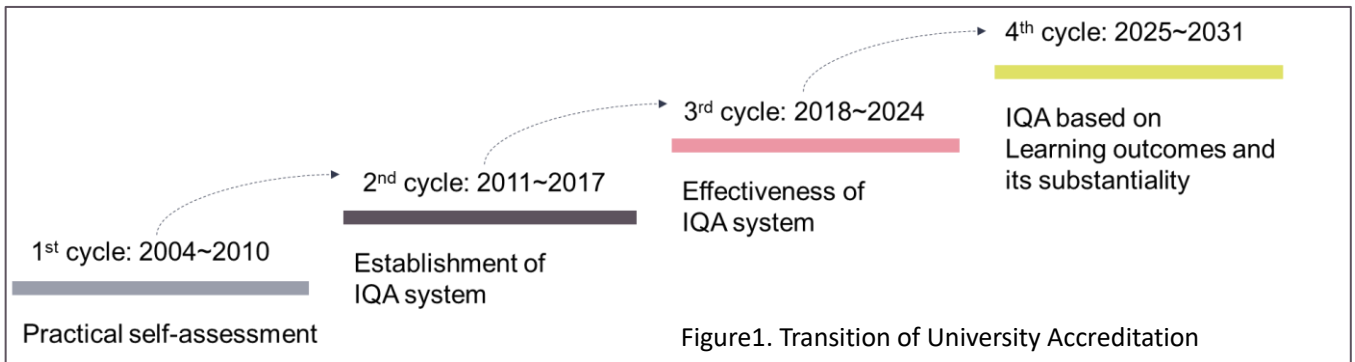 1st cycle: 2004~2010
Practical self-assessment
2nd cycle: 2011~2017
Establishment of
IQA system
3rd cycle: 2018~2024
Effectiveness of
IQA system
4th cycle: 2025~2031
IQA based on
Learning outcomes and
its substantiality
Figure1. Transition of University Accreditation